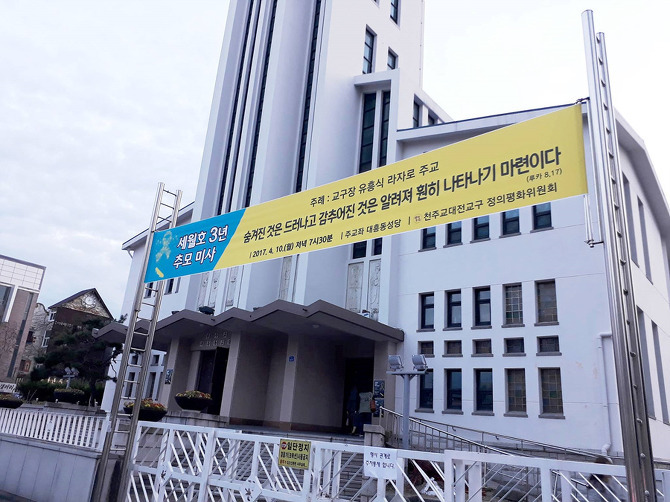 세월호 3년
추모 미사
주례 : 교구장 유흥식 라자로 주교
숨겨진 것은 드러나고 감추어진 것은 알려져 훤히 나타나기 마련이다
(루카 8.17)
| 2017. 4. 10.(월) 저녁 7시30분 | 주교좌 대흥동성당 | 천주교대전교구 정의평화위원회
일단정지